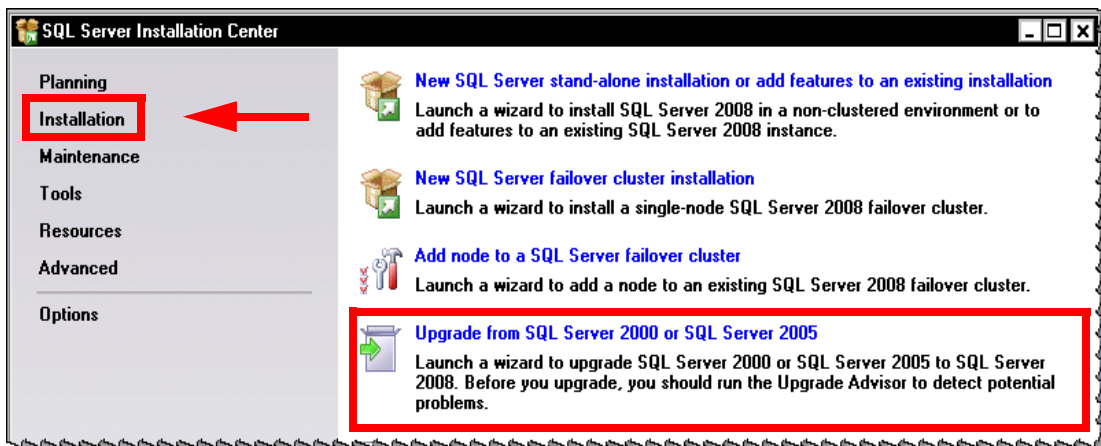 SQL Server Installation Center
Planning
Installation
Maintenance
Tools
Resources
Advanced
Options
New SQL Server stand-alone installation or add features to an existing installation
Launch a wizard to install SQL Server 2008 in a non-clustered environment or to
add features to an existing SQL Server 2008 instance.
New SQL Server failover cluster installation
Launch a wizard to install a single-node SQL Server 2008 failover cluster.
Add node to a SQL Server failover cluster
Launch a wizard to add a node to an existing SQL Server 2008 failover cluster.
Upgrade from SQL Server 2000 or SQL Server 2005
Launch a wizard to upgrade SQL Server 2000 or SQL Server 2005 to SQL Server
2008. Before you upgrade, you should run the Upgrade Advisor to detect potential
problems.